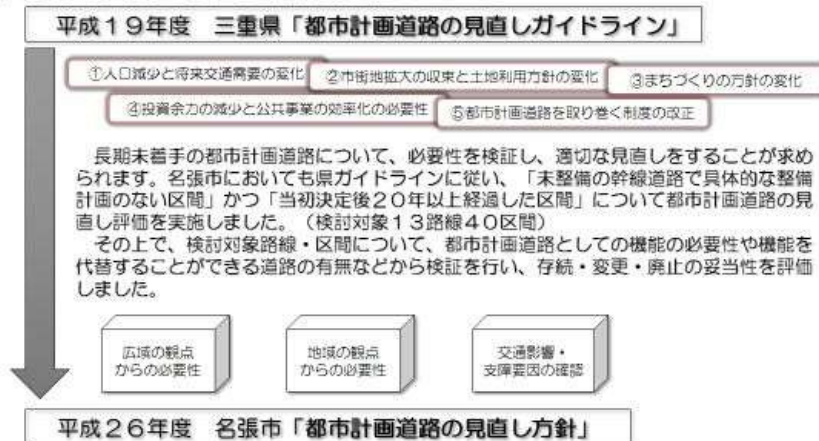 平成19年度 三重県「都市計画道路の見直しガイドライン」
①人口減少と将来交通需要の変化
②市街地拡大の収束と土地利用方針の変化
③まちづくりの方針の変化
④投資余力の減少と公共事業の効率化の必要性
⑤都市計画道路を取り巻く制度の改正
長期未着手の都市計画道路について、必要性を検証し、適切な見直しをすることが求め
られます。名張市においても県ガイドラインに従い、「未整備の幹線道路で具体的な整備
計画のない区間」かつ「当初決定後20年以上経過した区間」について都市計画道路の見
直し評価を実施しました。（検討対象13路線40区間）
その上で、検討対象路線・区間について、都市計画道路としての機能の必要性や機能を
代替することができる道路の有無などから検証を行い、存続・変更・廃止の妥当性を評価
しました。
広域の観点
からの必要性
地域の観点
からの必要性
交通影響・
支障要因の確認
平成26年度 名張市「都市計画道路の見直し方針」